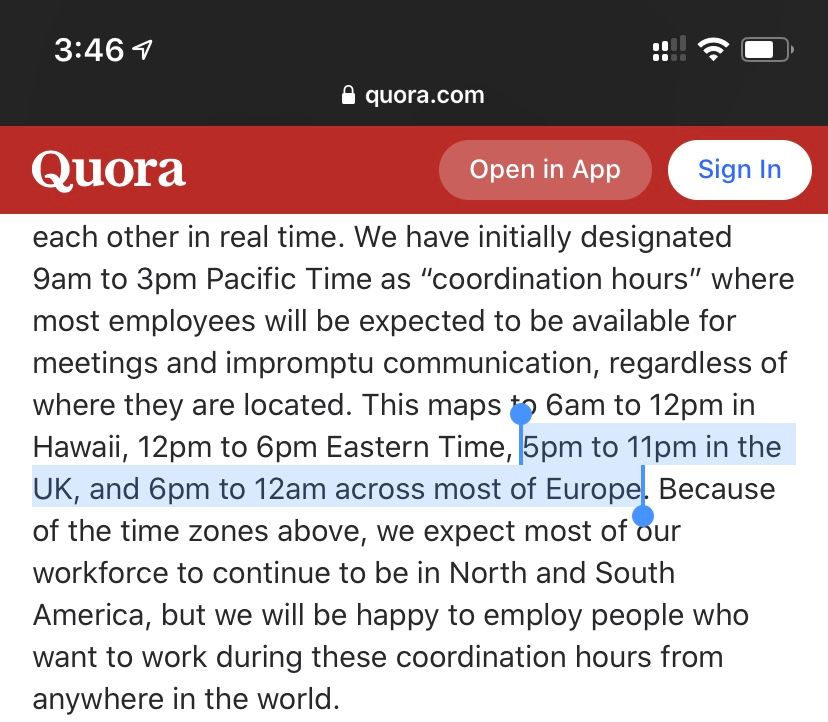 3:46
quora.com
Quora
Open in App
Sign In
each other in real time. We have initially designated
9am to 3pm Pacific Time as “coordination hours” where
most employees will be expected to be available for
meetings and impromptu communication, regardless of
where they are located. This maps to 6am to 12pm in
Hawaii, 12pm to 6pm Eastern Time, 5pm to 11pm in the
UK, and 6pm to 12am across most of Europe. Because
of the time zones above, we expect most of our
workforce to continue to be in North and South
America, but we will be happy to employ people who
want to work during these coordination hours from
anywhere in the world.